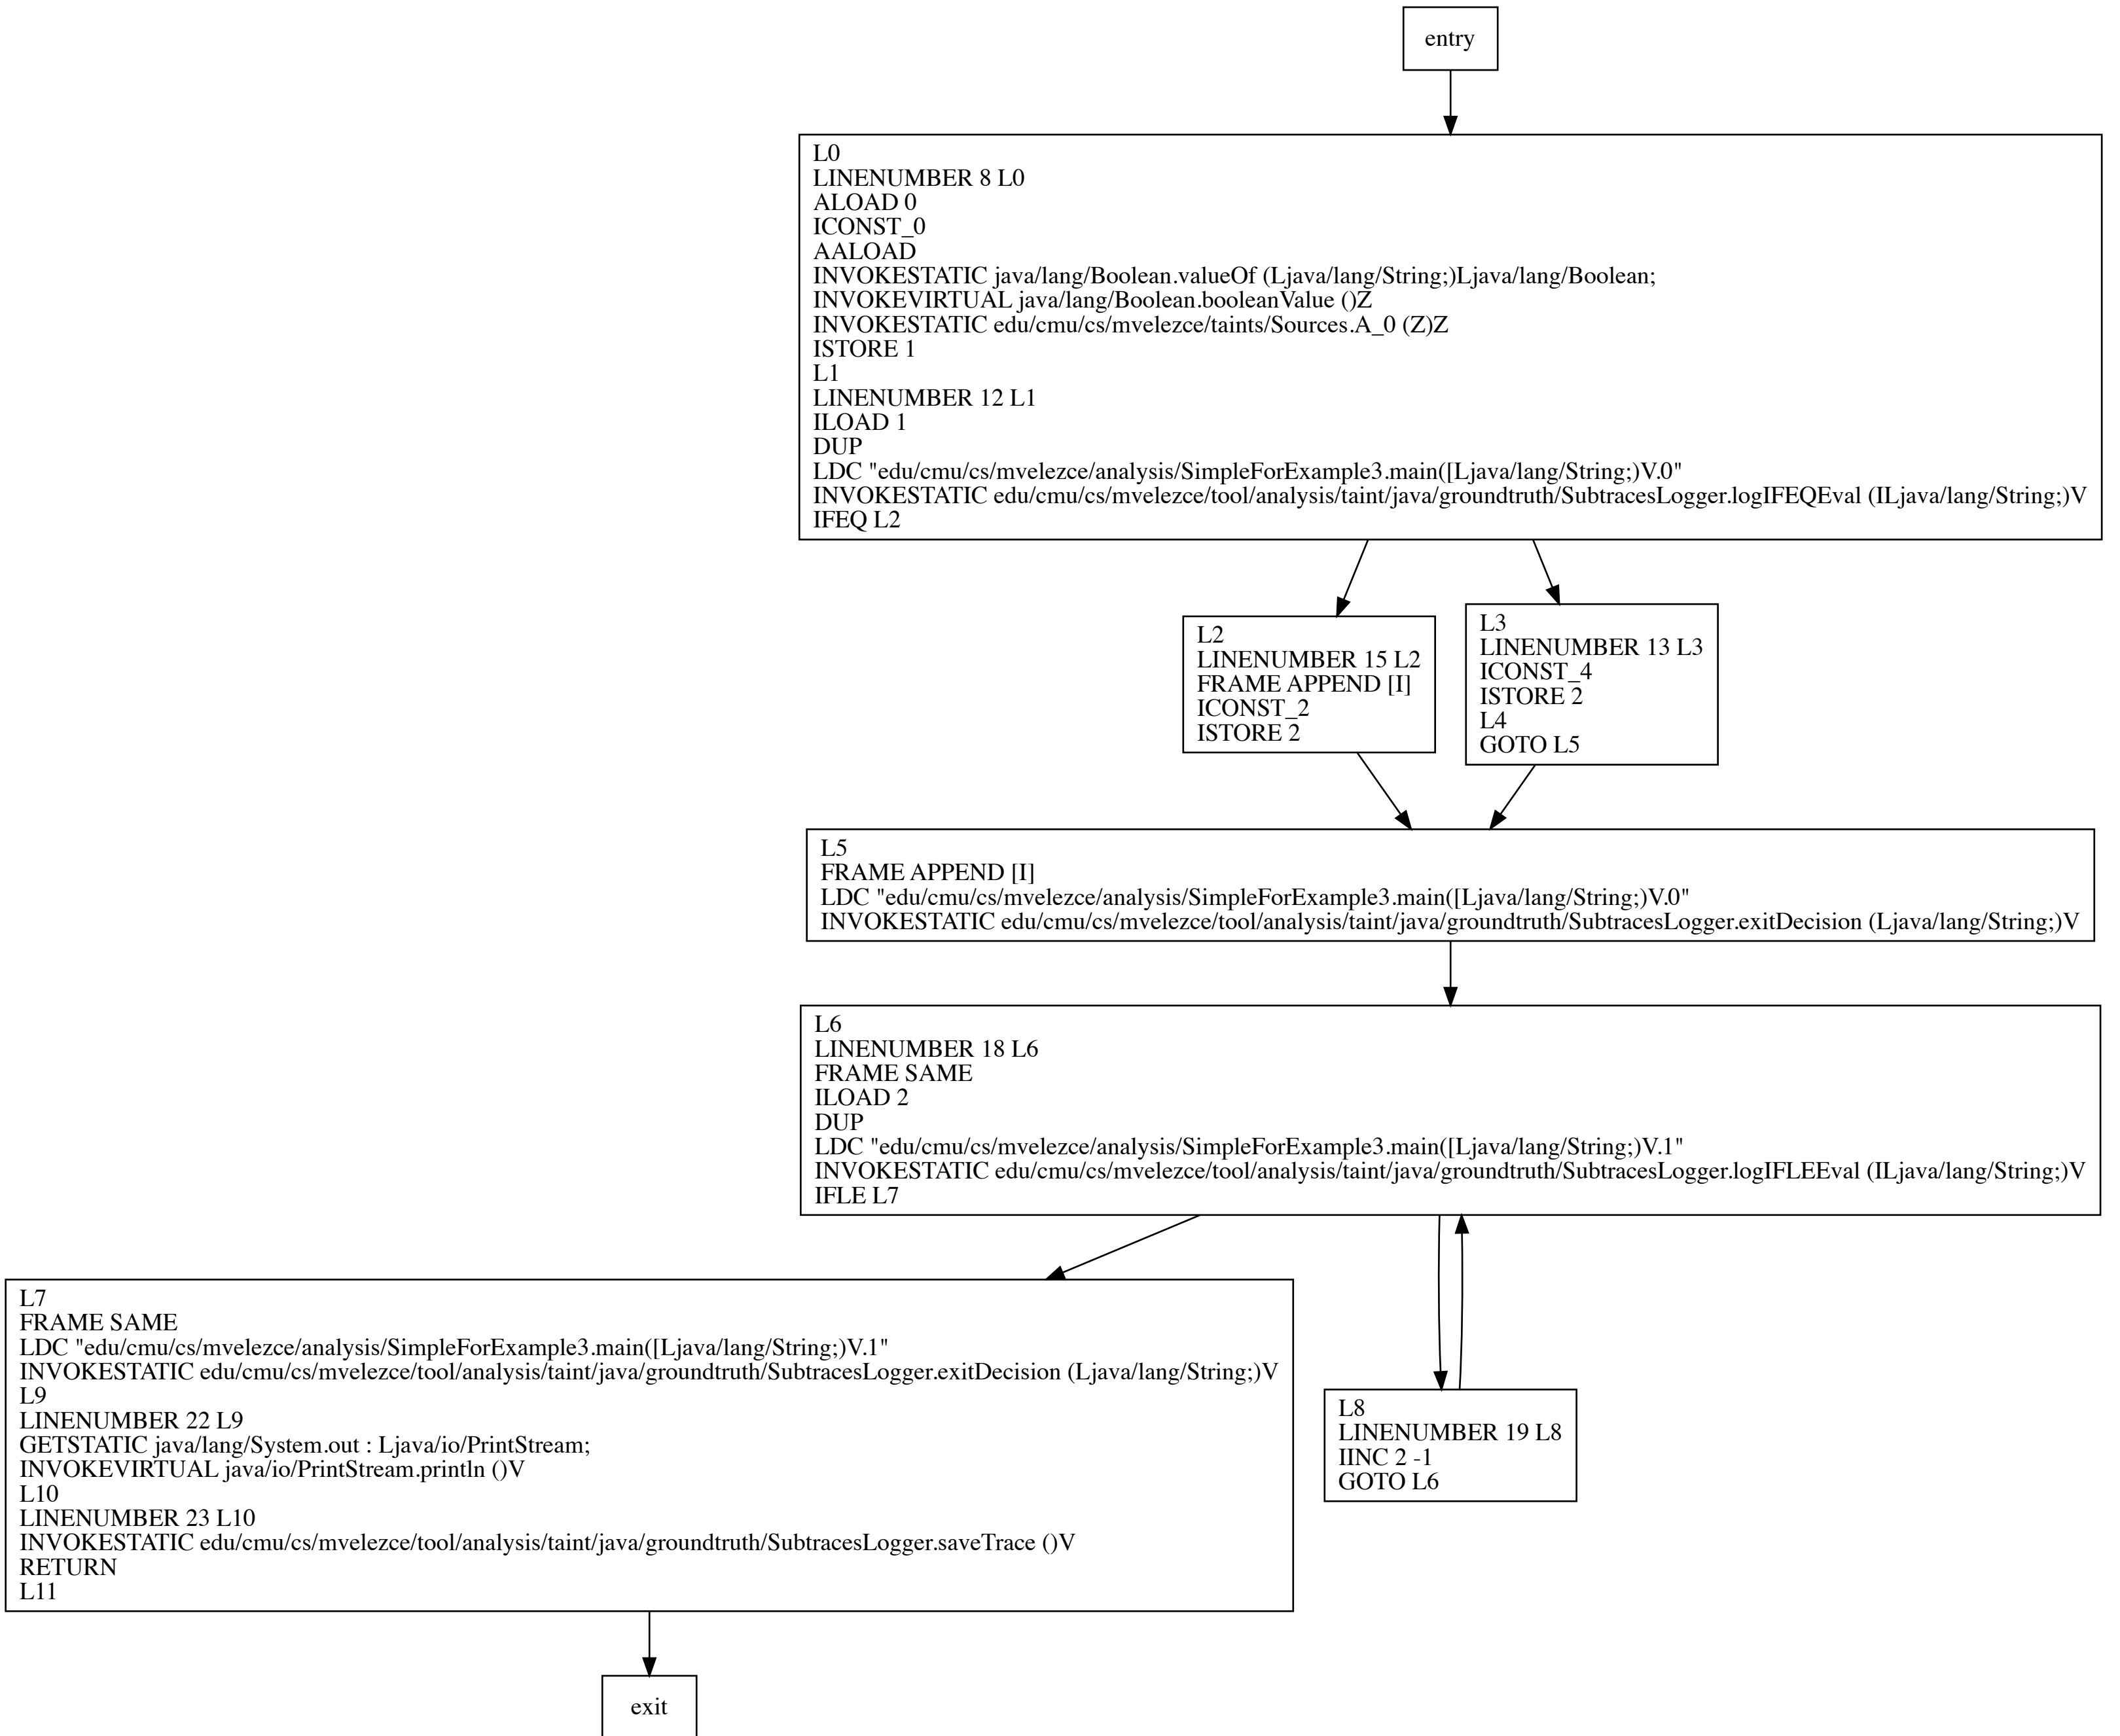 entry
L0
LINENUMBER 8 L0
ALOAD 0
ICONST_0
AALOAD
INVOKESTATIC java/lang/Boolean.valueOf (Ljava/lang/String;)Ljava/lang/Boolean;
INVOKEVIRTUAL java/lang/Boolean.booleanValue ()Z
INVOKESTATIC edu/cmu/cs/mvelezce/taints/Sources.A_0 (Z)Z
ISTORE 1
L1
LINENUMBER 12 L1
ILOAD 1
DUP
LDC "edu/cmu/cs/mvelezce/analysis/SimpleForExample3.main([Ljava/lang/String;)V.0"
INVOKESTATIC edu/cmu/cs/mvelezce/tool/analysis/taint/java/groundtruth/SubtracesLogger.logIFEQEval (ILjava/lang/String;)V
IFEQ L2
L2
LINENUMBER 15 L2
FRAME APPEND [I]
ICONST_2
ISTORE 2
L3
LINENUMBER 13 L3
ICONST_4
ISTORE 2
L4
GOTO L5
L5
FRAME APPEND [I]
LDC "edu/cmu/cs/mvelezce/analysis/SimpleForExample3.main([Ljava/lang/String;)V.0"
INVOKESTATIC edu/cmu/cs/mvelezce/tool/analysis/taint/java/groundtruth/SubtracesLogger.exitDecision (Ljava/lang/String;)V
L6
LINENUMBER 18 L6
FRAME SAME
ILOAD 2
DUP
LDC "edu/cmu/cs/mvelezce/analysis/SimpleForExample3.main([Ljava/lang/String;)V.1"
INVOKESTATIC edu/cmu/cs/mvelezce/tool/analysis/taint/java/groundtruth/SubtracesLogger.logIFLEEval (ILjava/lang/String;)V
IFLE L7
L7
FRAME SAME
LDC "edu/cmu/cs/mvelezce/analysis/SimpleForExample3.main([Ljava/lang/String;)V.1"
INVOKESTATIC edu/cmu/cs/mvelezce/tool/analysis/taint/java/groundtruth/SubtracesLogger.exitDecision (Ljava/lang/String;)V
L9
LINENUMBER 22 L9
GETSTATIC java/lang/System.out : Ljava/io/PrintStream;
INVOKEVIRTUAL java/io/PrintStream.println ()V
L10
LINENUMBER 23 L10
INVOKESTATIC edu/cmu/cs/mvelezce/tool/analysis/taint/java/groundtruth/SubtracesLogger.saveTrace ()V
RETURN
L11
L8
LINENUMBER 19 L8
IINC 2 -1
GOTO L6
exit